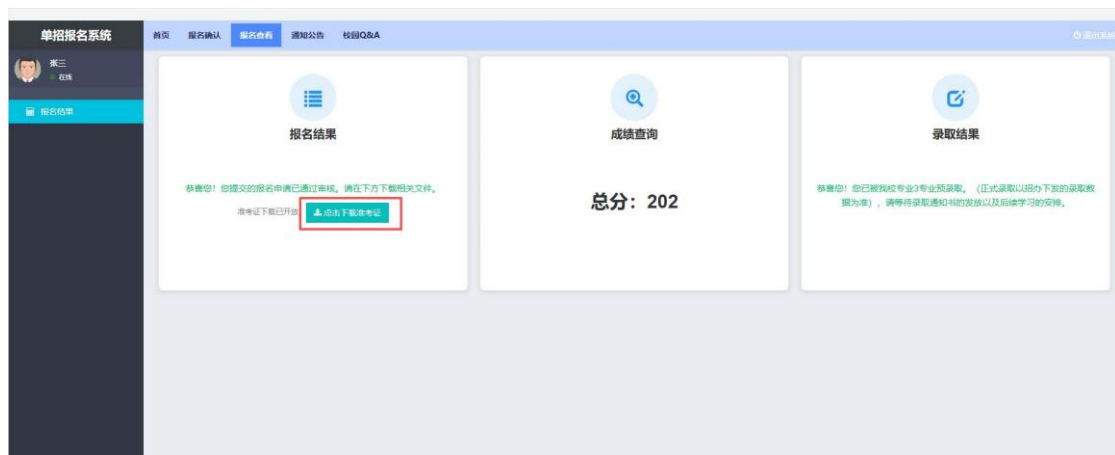 单招报名系统
首页 报名确认 报名查看 通知公告 校园Q&A
退出系统
张三
在线
报名结果
报名结果
恭喜您！您提交的报名申请已通过审核。请在下方下载相关文件。
准考证下载已开放
点击下载准考证
成绩查询
总分：202
录取结果
恭喜您！您已被我校专业3专业预录取。（正式录取以招办下发的录取数
据为准），请等待录取通知书的发放以及后续学习的安排。